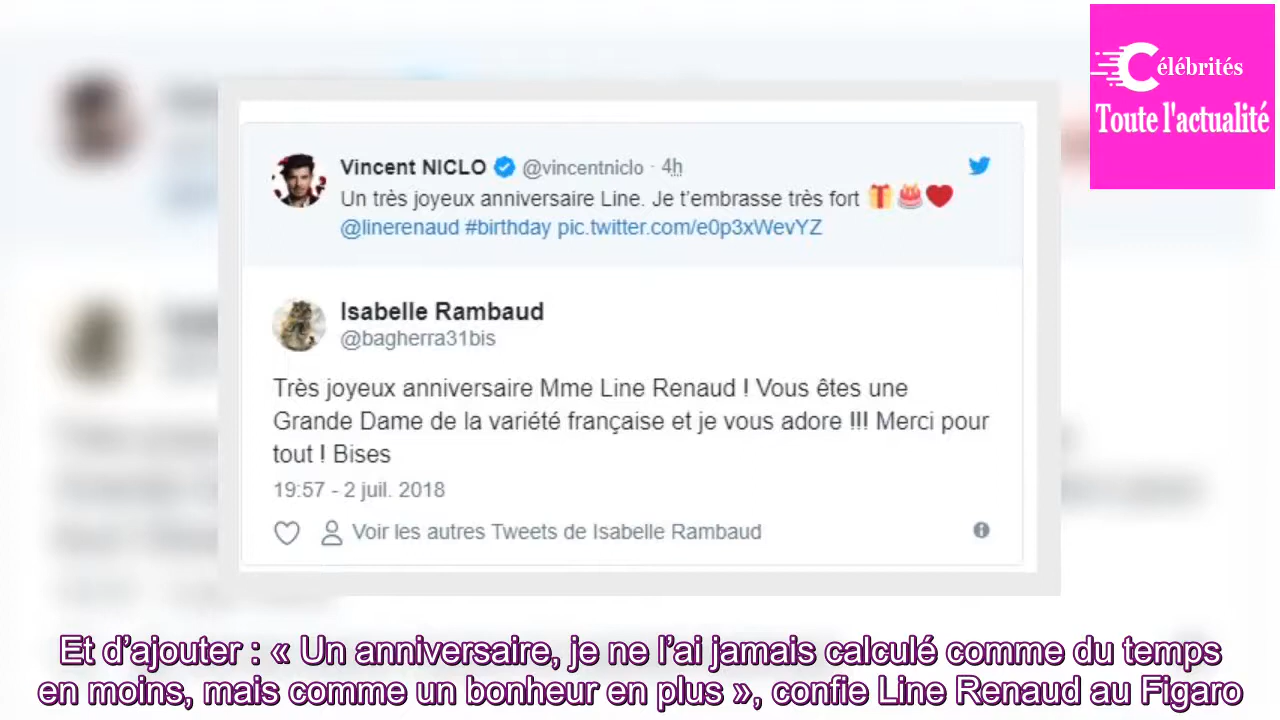 Célébrités
Toute l'actualité
Vincent NICLO @vincentniclo · 4h
Un très joyeux anniversaire Line. Je t'embrasse très fort 🎁🎂❤️
@linerenaud #birthday pic.twitter.com/e0p3xWevYZ
Isabelle Rambaud
@bagherra31bis
Très joyeux anniversaire Mme Line Renaud ! Vous êtes une
Grande Dame de la variété française et je vous adore !!! Merci pour
tout ! Bises
19:57 - 2 juil. 2018
Voir les autres Tweets de Isabelle Rambaud
Et d’ajouter : « Un anniversaire, je ne l’ai jamais calculé comme du temps
en moins, mais comme un bonheur en plus », confie Line Renaud au Figaro